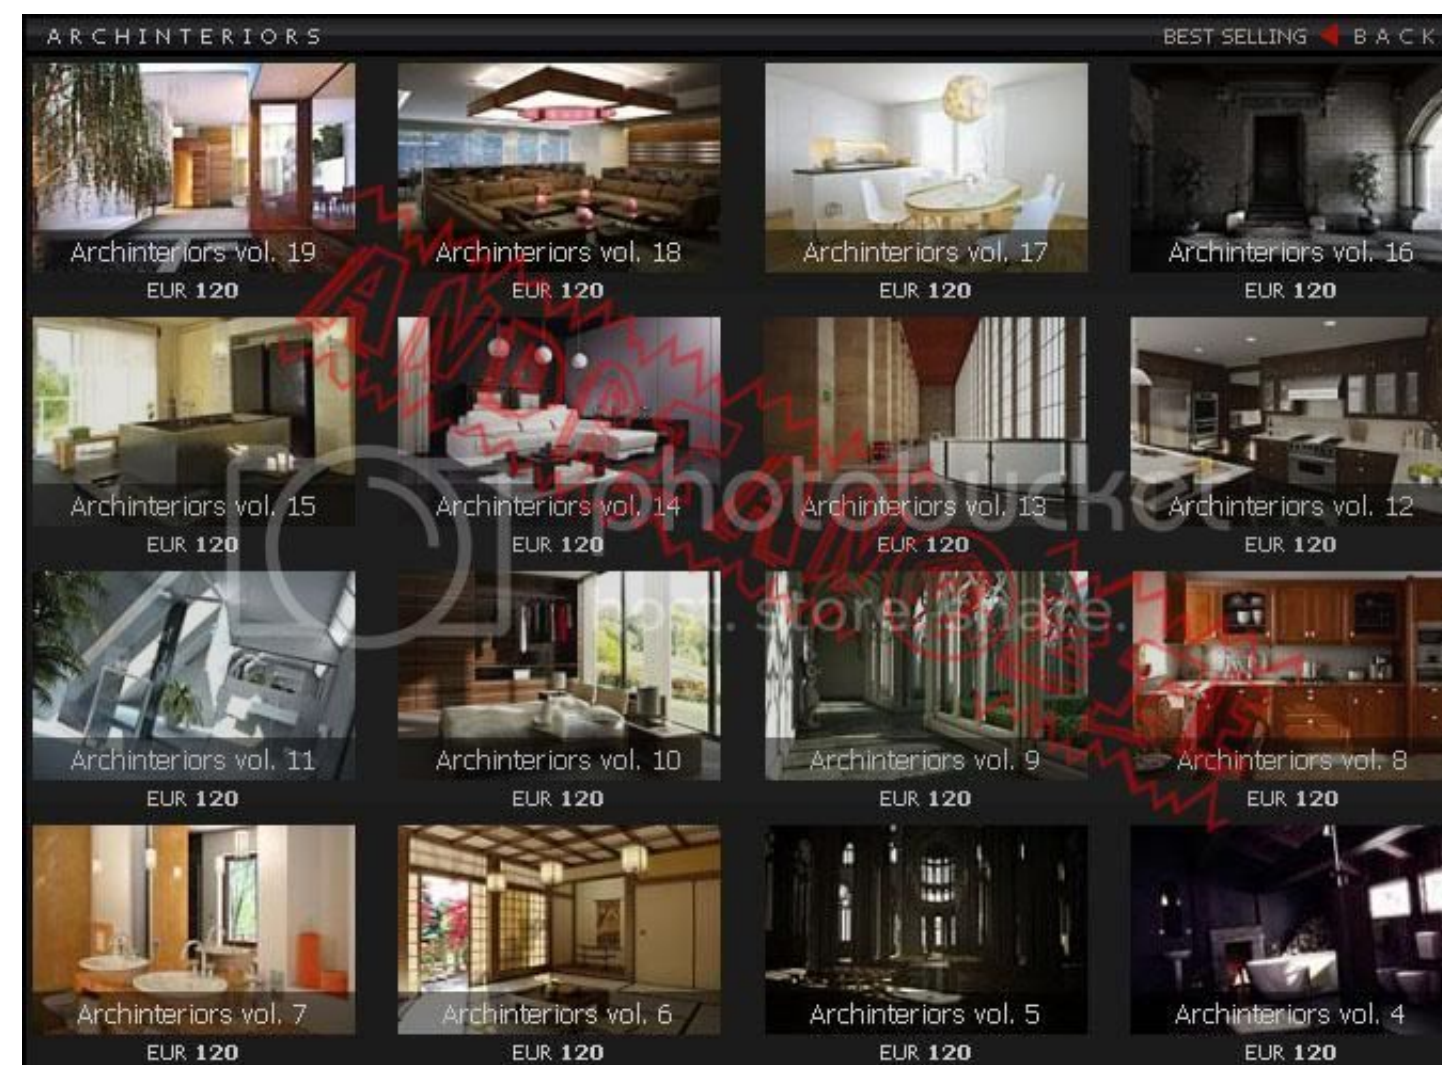 ARCHINTERIORS BEST SELLING BACK
Archinteriors vol. 19 Archinteriors vol. 18 Archinteriors vol. 17 Archinteriors vol. 16
EUR 120 EUR 120 EUR 120 EUR 120
Archinteriors vol. 15 Archinteriors vol. 14 Archinteriors vol. 13 Archinteriors vol. 12
EUR 120 EUR 120 EUR 120 EUR 120
photobucket
host. store. share.
Archinteriors vol. 11 Archinteriors vol. 10 Archinteriors vol. 9 Archinteriors vol. 8
EUR 120 EUR 120 EUR 120 EUR 120
Archinteriors vol. 7 Archinteriors vol. 6 Archinteriors vol. 5 Archinteriors vol. 4
EUR 120 EUR 120 EUR 120 EUR 120